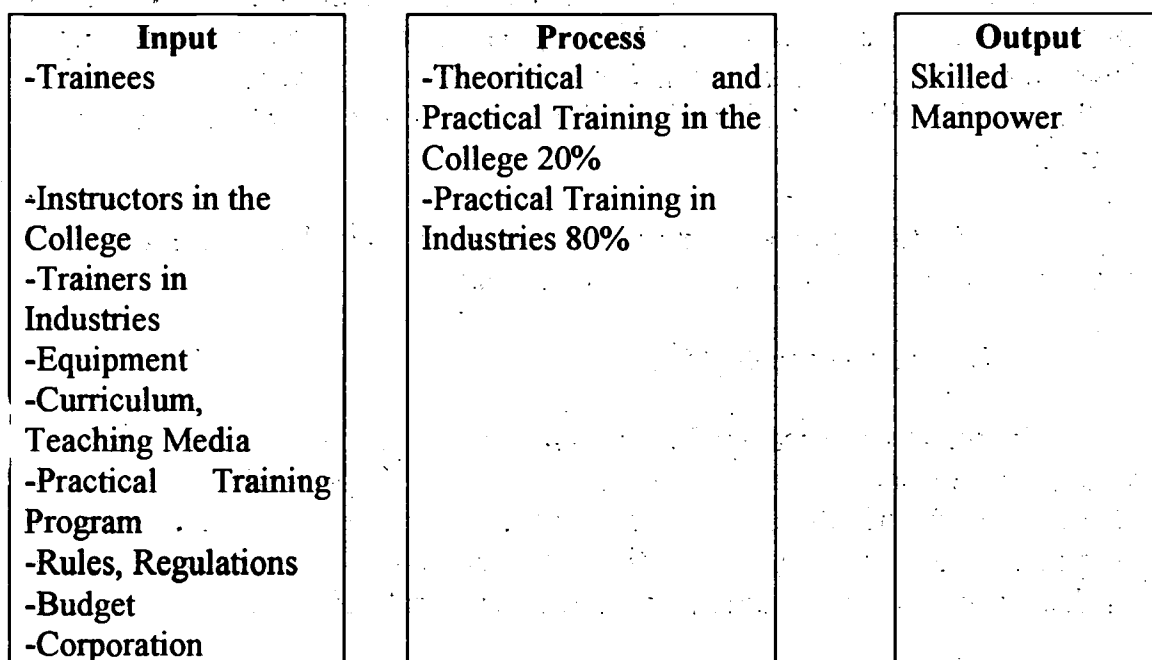 Input
-Trainees
-Instructors in the
College
-Trainers in
Industries
-Equipment
-Curriculum,
Teaching Media
-Practical Training
Program
-Rules, Regulations
-Budget
-Corporation
Process
-Theoritical and
Practical Training in the
College 20%
-Practical Training in
Industries 80%
Output
Skilled
Manpower